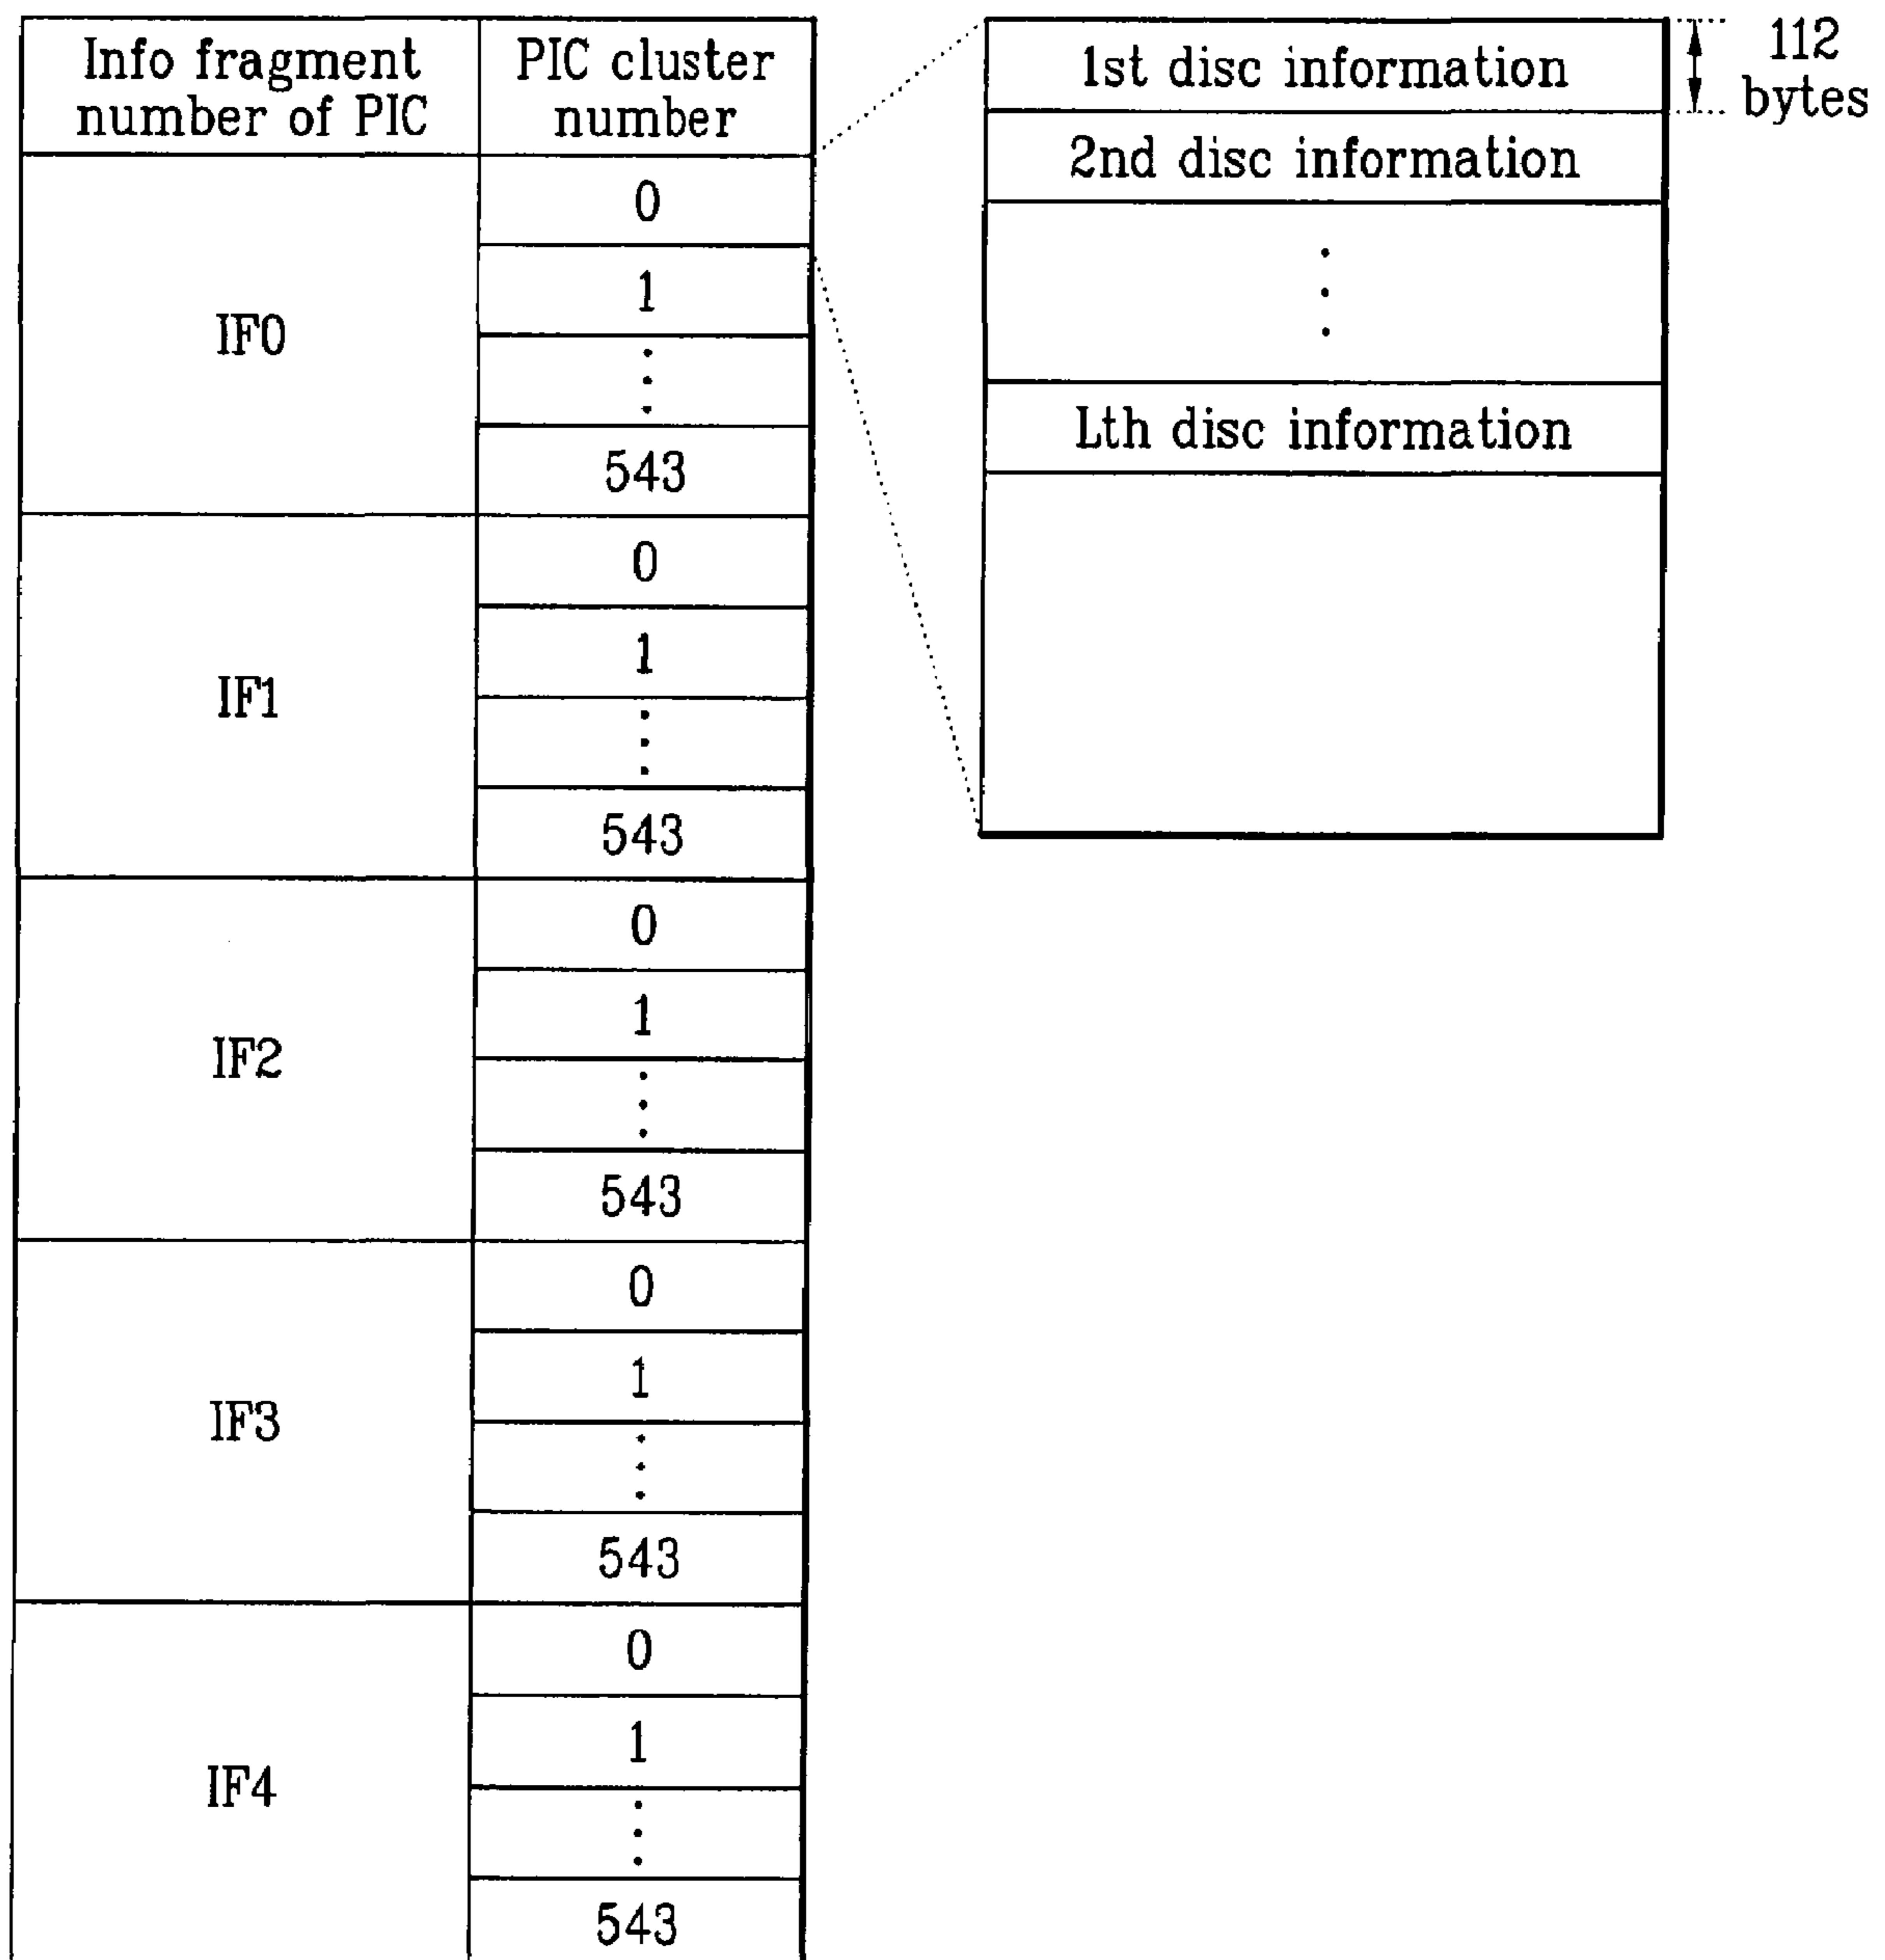 Info fragment
number of PIC
PIC cluster
number
IF0
0
1
543
IF1
0
1
543
IF2
0
1
543
IF3
0
1
543
IF4
0
1
543
1st disc information
2nd disc information
Lth disc information
112
bytes